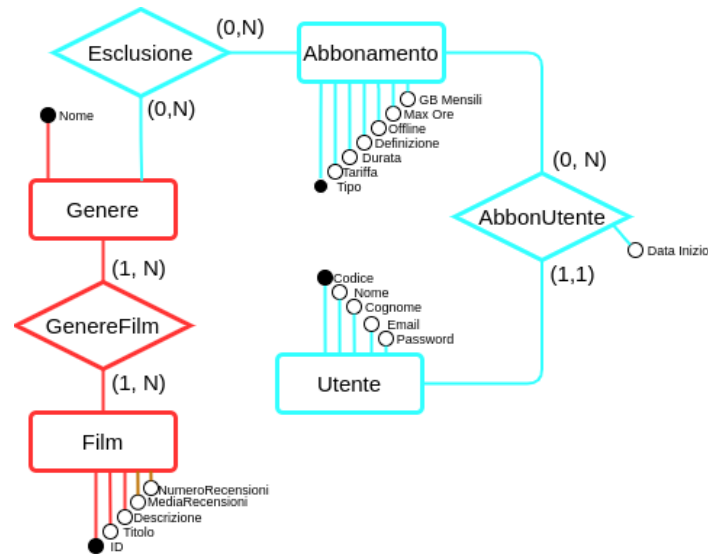 (0,N)
Esclusione
Abbonamento
(0,N)
GB Mensili
Max Ore
Offline
Definizione
Durata
Tariffa
Tipo
Nome
(0, N)
Genere
AbbonUtente
Data Inizio
(1, N)
(1,1)
Codice
Nome
Cognome
Email
Password
GenereFilm
(1, N)
Utente
Film
NumeroRecensioni
MediaRecensioni
Descrizione
Titolo
ID